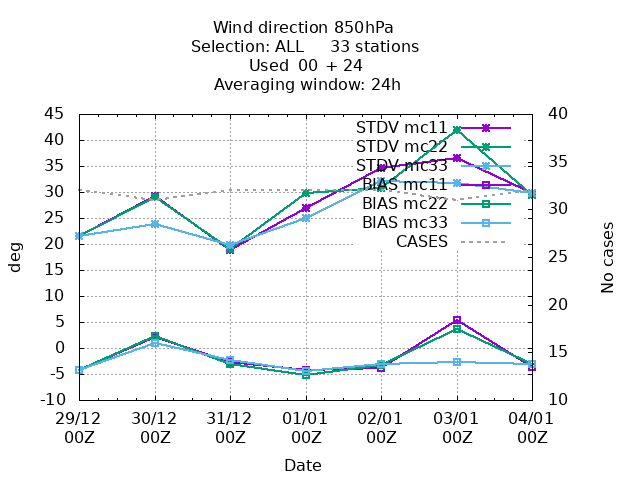 Wind direction 850hPa
Selection: ALL 33 stations
Used 00 + 24
Averaging window: 24h
45 40
40
35 35
30 30
25 25
20
15 20
10
5
0 15
-5
-10 10
STDV mc11
STDV mc22
STDV mc33
BIAS mc11
BIAS mc22
BIAS mc33
CASES
deg
No cases
29/12 30/12 31/12 01/01 02/01 03/01 04/01
00Z 00Z 00Z 00Z 00Z 00Z 00Z
Date